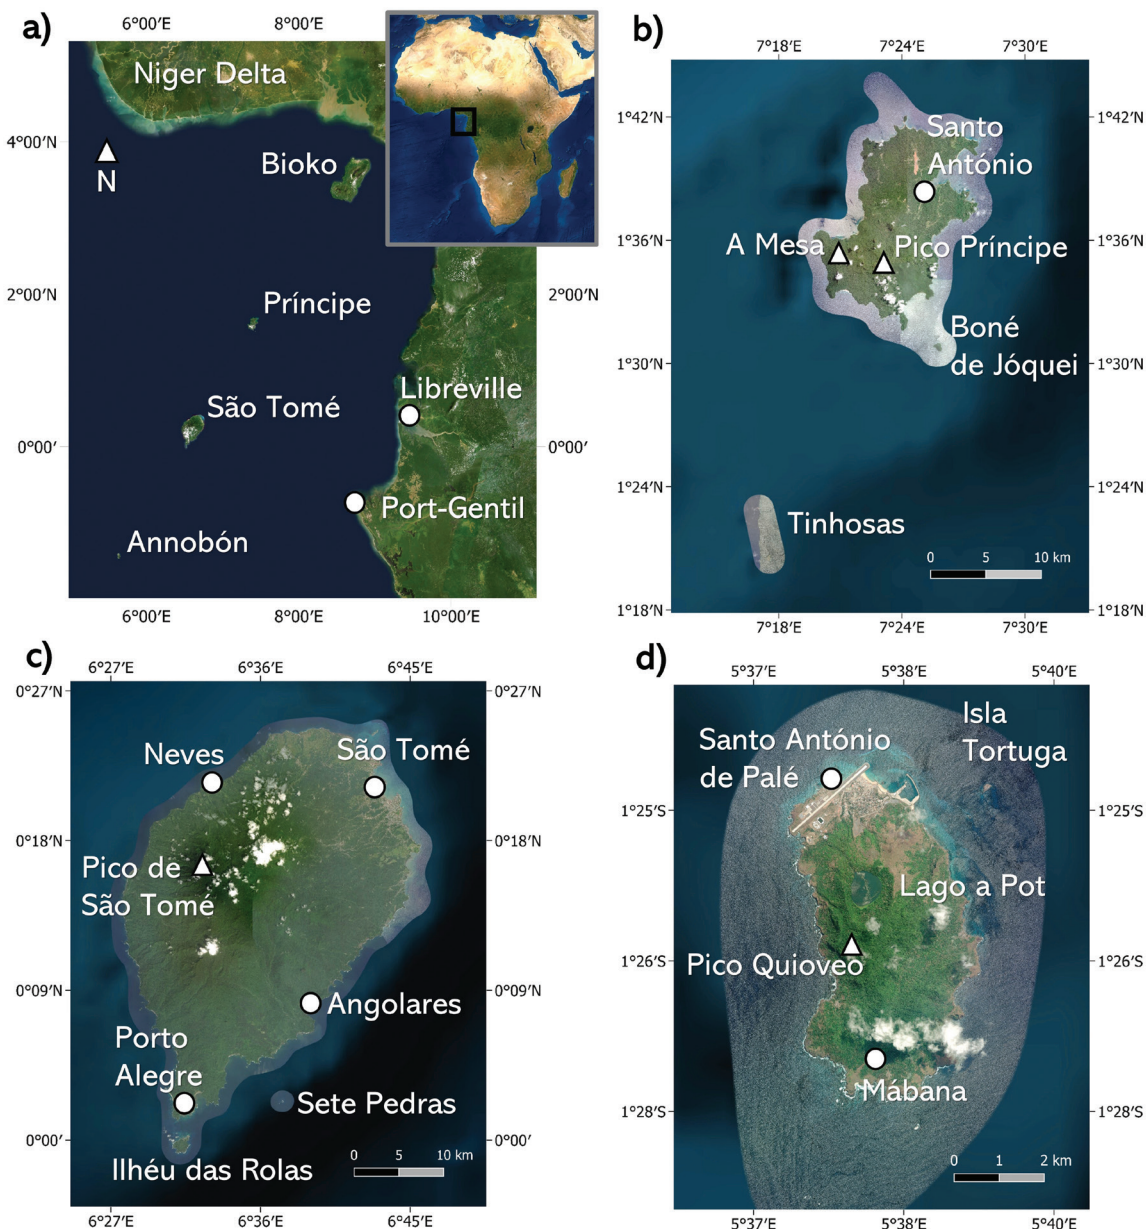 a)
6°00′E 8°00′E
Niger Delta
4°00′N
N
Bioko
2°00′N 2°00′N
Príncipe
São Tomé
Libreville
0°00′ 0°00′
Port-Gentil
Annobón
6°00′E 8°00′E 10°00′E
b)
7°18′E 7°24′E 7°30′E
1°42′N 1°42′N
Santo
António
1°36′N 1°36′N
A Mesa
Pico Príncipe
Boné
de Jóquei
1°30′N 1°30′N
1°24′N 1°24′N
Tinhosas
0 5 10 km
1°18′N 1°18′N
7°18′E 7°24′E 7°30′E
c)
6°27′E 6°36′E 6°45′E
0°27′N 0°27′N
Neves
São Tomé
0°18′N 0°18′N
Pico de
São Tomé
0°09′N 0°09′N
Angolares
Porto
Alegre
Sete Pedras
0°00′ 0°00′
Ilhéu das Rolas
0 5 10 km
6°27′E 6°36′E 6°45′E
d)
5°37′E 5°38′E 5°40′E
Isla
Tortuga
Santo António
de Palé
1°25′S 1°25′S
Lago a Pot
1°26′S 1°26′S
Pico Quioveo
Mábana
1°28′S 1°28′S
0 1 2 km
5°37′E 5°38′E 5°40′E